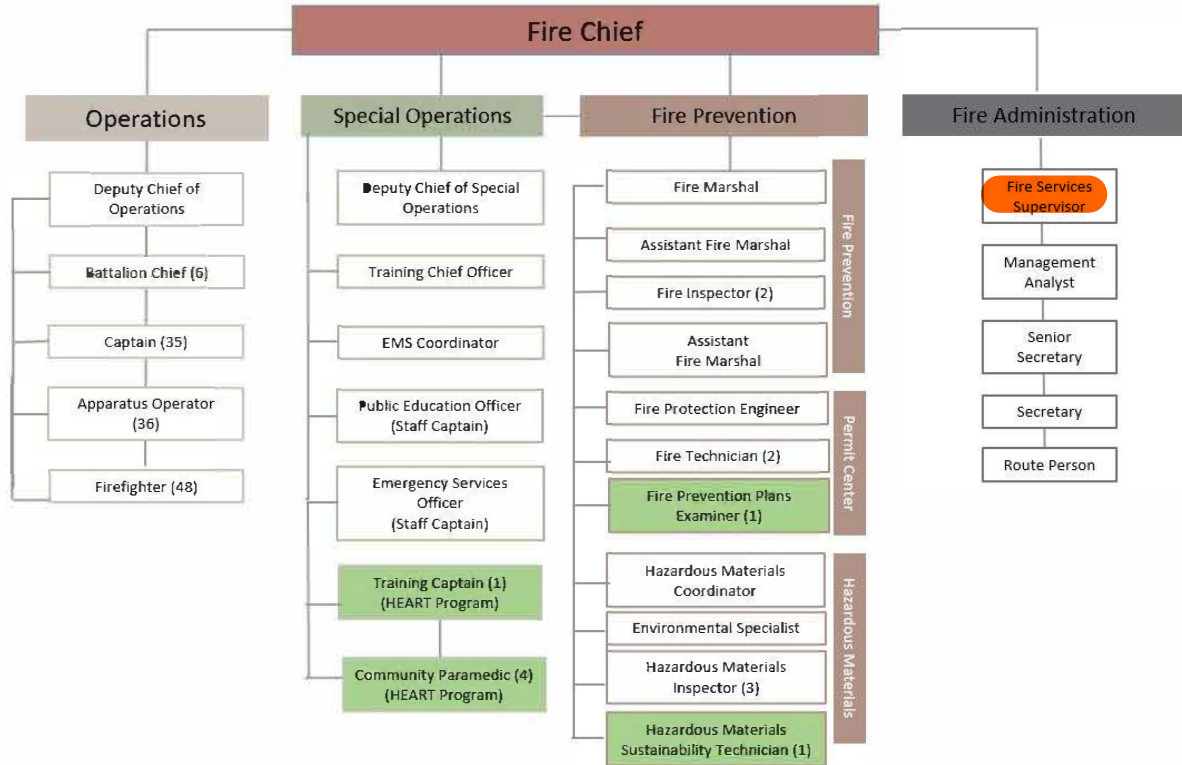 Fire Chief
Operations
Deputy Chief of
Operations
Battalion Chief (6)
Captain (35)
Apparatus Operator
(36)
Firefighter (48)
Special Operations
Deputy Chief of Special
Operations
Training Chief Officer
EMS Coordinator
Public Education Officer
(Staff Captain)
Emergency Services
Officer
(Staff Captain)
Training Captain (1)
(HEART Program)
Community Paramedic (4)
(HEART Program)
Fire Prevention
Fire Marshal
Assistant Fire Marshal
Fire Inspector (2)
Assistant
Fire Marshal
Fire Prevention
Fire Protection Engineer
Fire Technician (2)
Fire Prevention Plans
Examiner (1)
Permit Center
Hazardous Materials
Coordinator
Environmental Specialist
Hazardous Materials
Inspector (3)
Hazardous Materials
Sustainability Technician (1)
Hazardous Materials
Fire Administration
Fire Services
Supervisor
Management
Analyst
Senior
Secretary
Secretary
Route Person